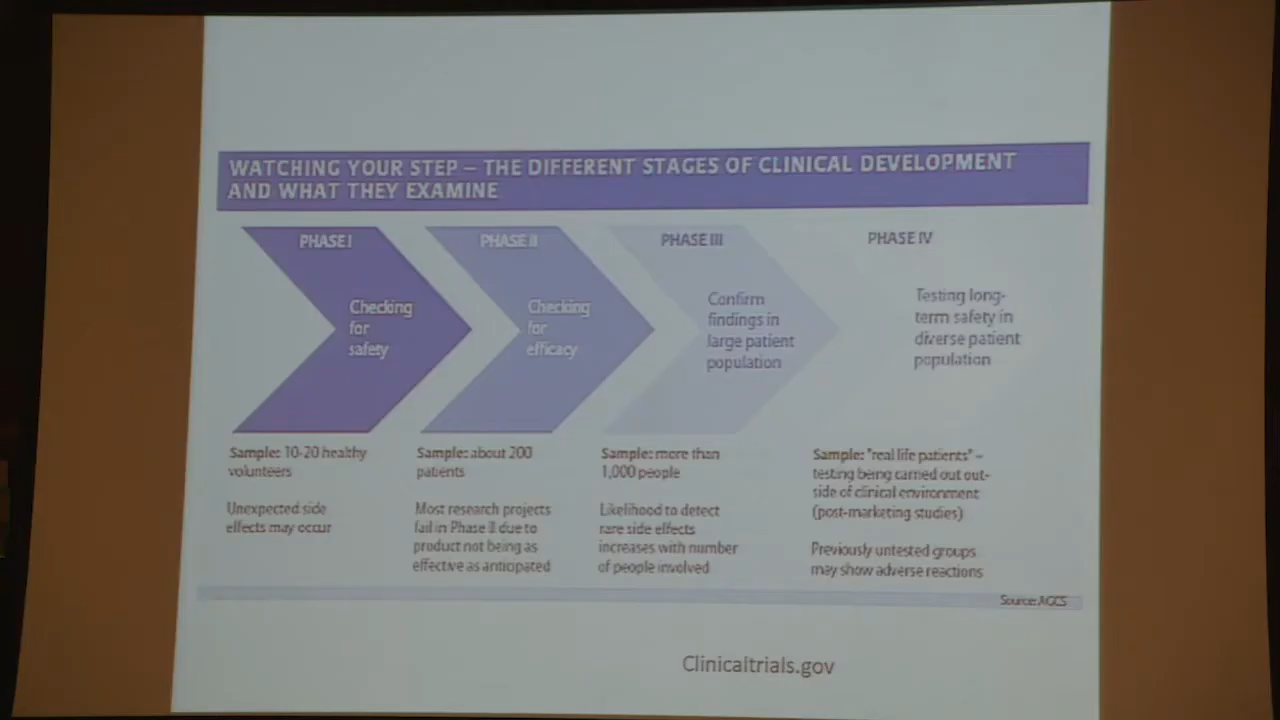 WATCHING YOUR STEP – THE DIFFERENT STAGES OF CLINICAL DEVELOPMENT
AND WHAT THEY EXAMINE
PHASE I
Checking
for
safety
Sample: 10-20 healthy
volunteers
Unexpected side
effects may occur
PHASE II
Checking
for
efficacy
Sample: about 200
patients
Most research projects
fail in Phase II due to
product not being as
effective as anticipated
PHASE III
Confirm
findings in
large patient
population
Sample: more than
1,000 people
Likelihood to detect
rare side effects
increases with number
of people involved
PHASE IV
Testing long-
term safety in
diverse patient
population
Sample: "real life patients" –
testing being carried out out-
side of clinical environment
(post-marketing studies)
Previously untested groups
may show adverse reactions
Source: AGCS
Clinicaltrials.gov